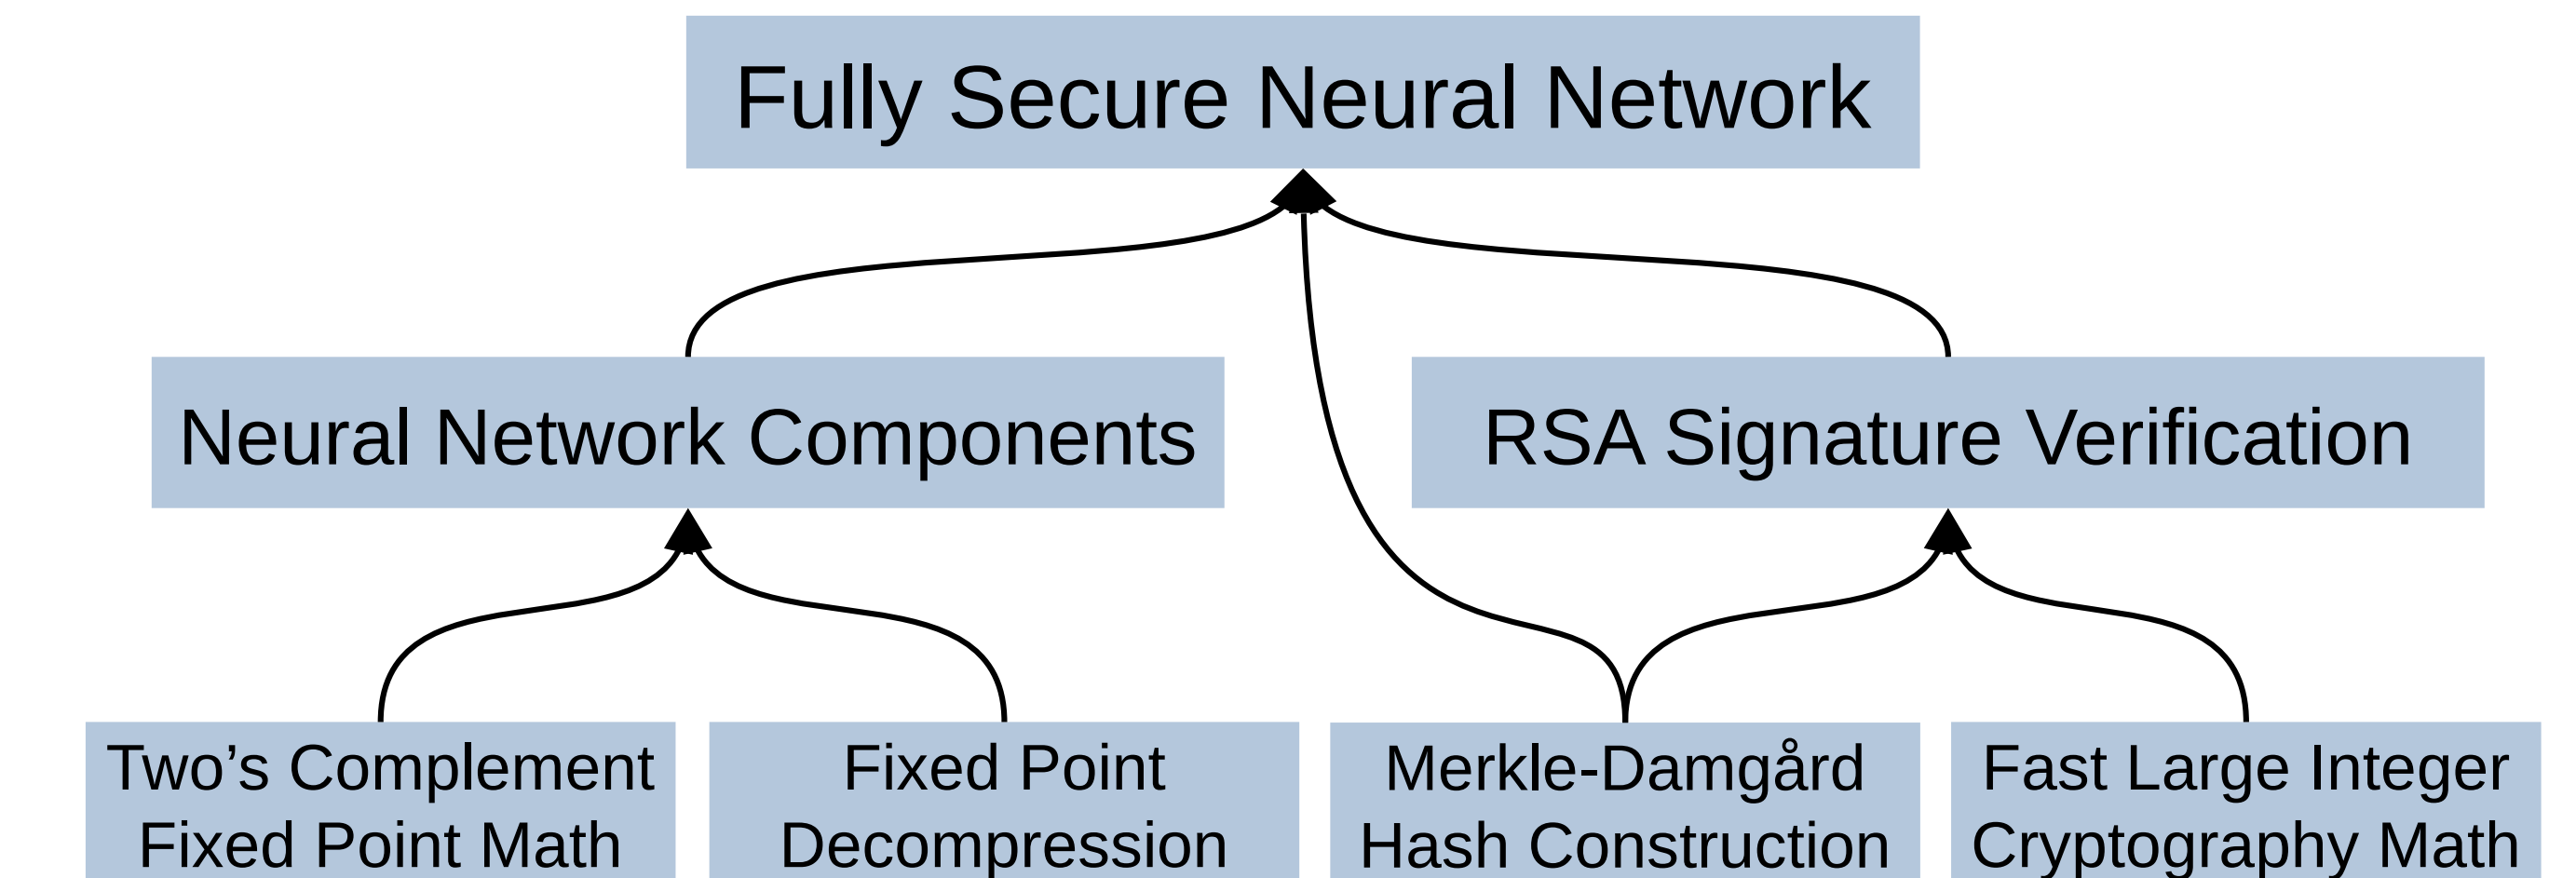 Fully Secure Neural Network
Neural Network Components
RSA Signature Verification
Two’s Complement
Fixed Point Math
Fixed Point
Decompression
Merkle-Damgård
Hash Construction
Fast Large Integer
Cryptography Math